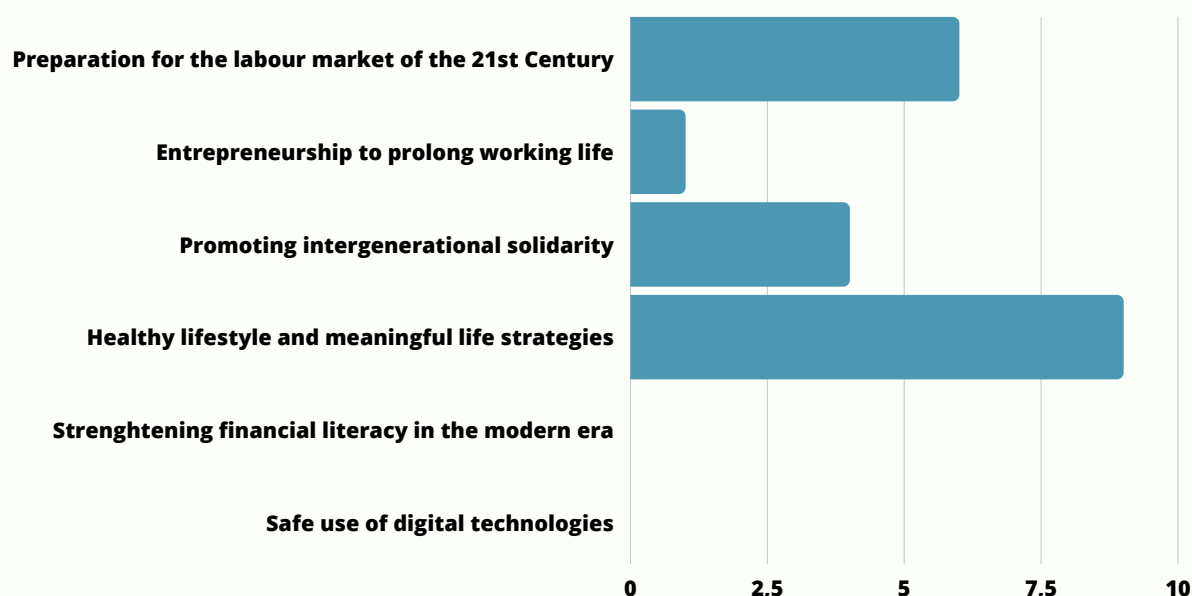 Preparation for the labour market of the 21st Century
Entrepreneurship to prolong working life
Promoting intergenerational solidarity
Healthy lifestyle and meaningful life strategies
Strenghtening financial literacy in the modern era
Safe use of digital technologies
0 2,5 5 7,5 10